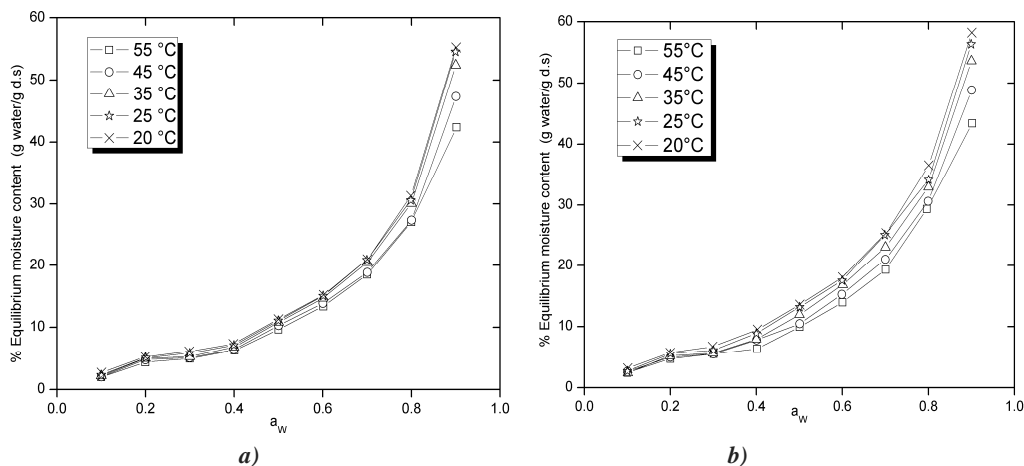 60
50
40
30
20
10
0
% Equilibrium moisture content (g water/g d.s)
55 °C
45 °C
35 °C
25 °C
20 °C
0.0 0.2 0.4 0.6 0.8 1.0
a_W
a)
60
50
40
30
20
10
0
% Equilibrium moisture content (g water/g d.s)
55°C
45°C
35°C
25°C
20°C
0.0 0.2 0.4 0.6 0.8 1.0
a_W
b)